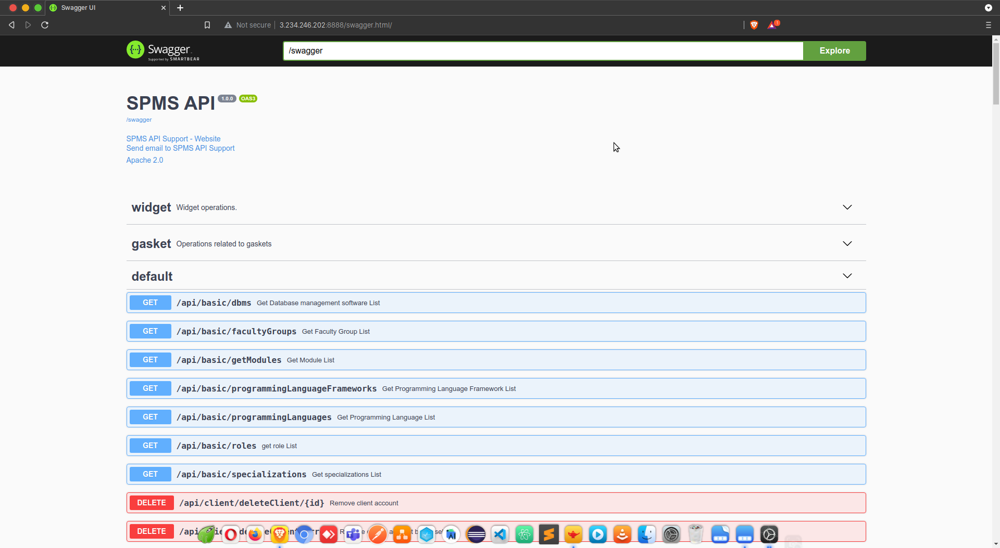 Swagger UI
Not secure
3.234.246.202:8888/swagger.html/
1
Swagger
Supported by SMARTBEAR
/swagger
Explore
SPMS API 1.0.0 OAS3
/swagger
SPMS API Support - Website
Send email to SPMS API Support
Apache 2.0
widget Widget operations.
gasket Operations related to gaskets
default
GET /api/basic/dbms Get Database management software List
GET /api/basic/facultyGroups Get Faculty Group List
GET /api/basic/getModules Get Module List
GET /api/basic/programmingLanguageFrameworks Get Programming Language Framework List
GET /api/basic/programmingLanguages Get Programming Language List
GET /api/basic/roles get role List
GET /api/basic/specializations Get specializations List
DELETE /api/client/deleteClient/{id} Remove client account
DELETE